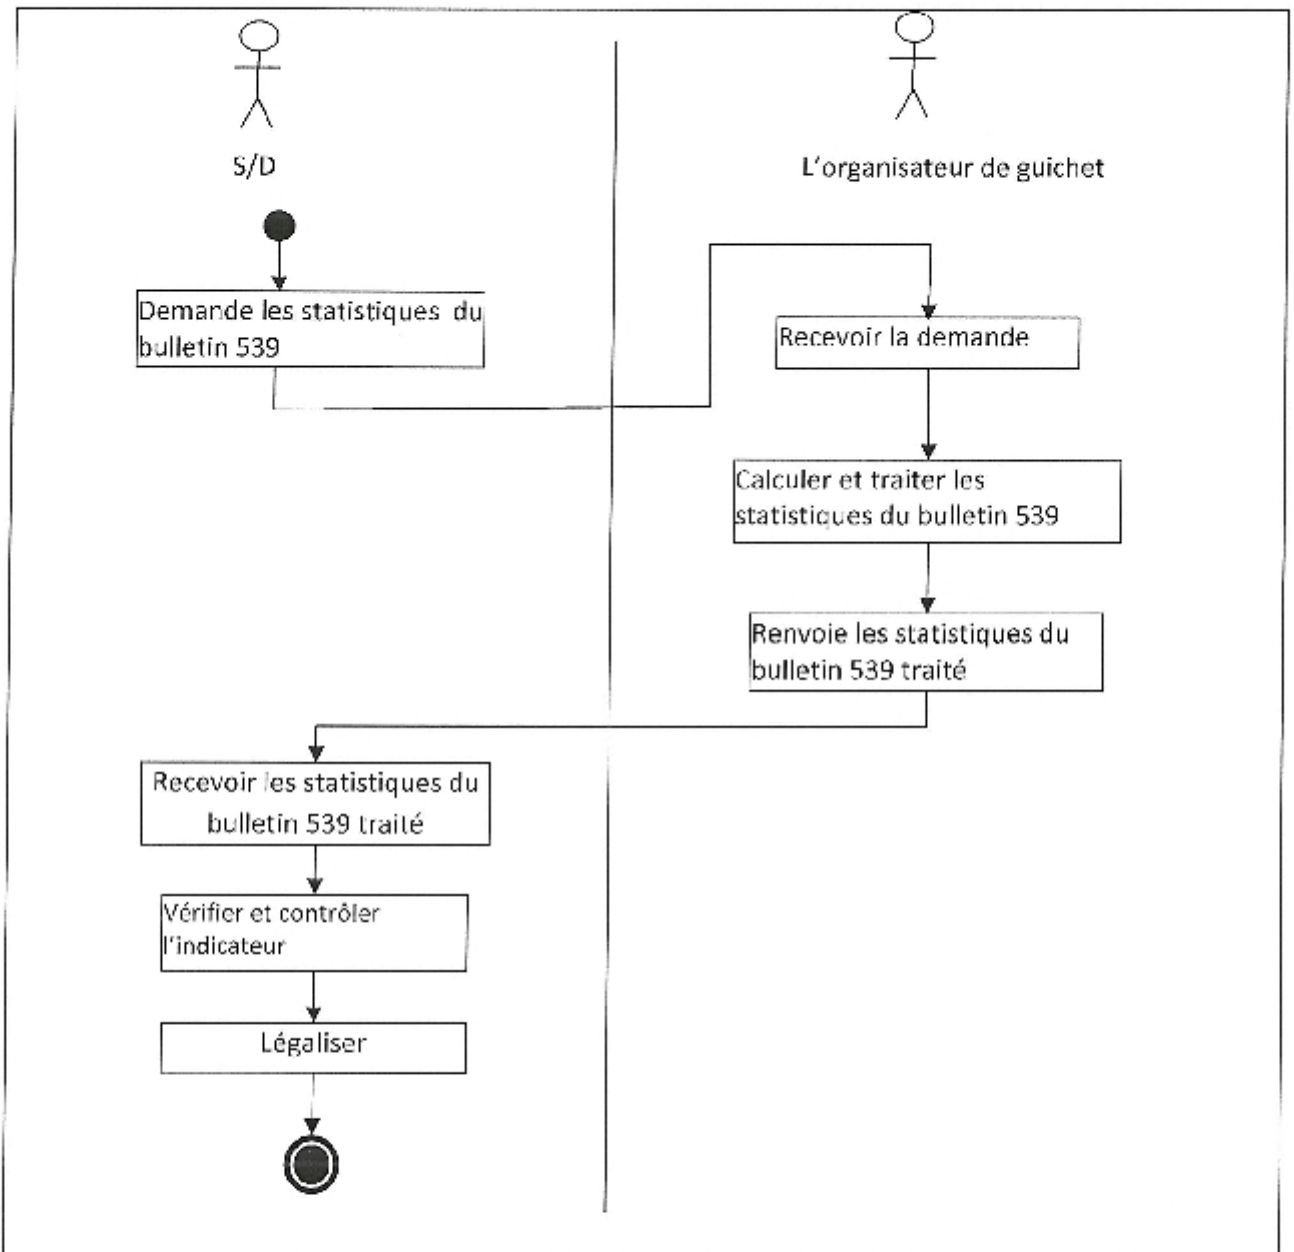 S/D
L'organisateur de guichet
Demande les statistiques du
bulletin 539
Recevoir la demande
Calculer et traiter les
statistiques du bulletin 539
Renvoie les statistiques du
bulletin 539 traité
Recevoir les statistiques du
bulletin 539 traité
Vérifier et contrôler
l'indicateur
Légaliser